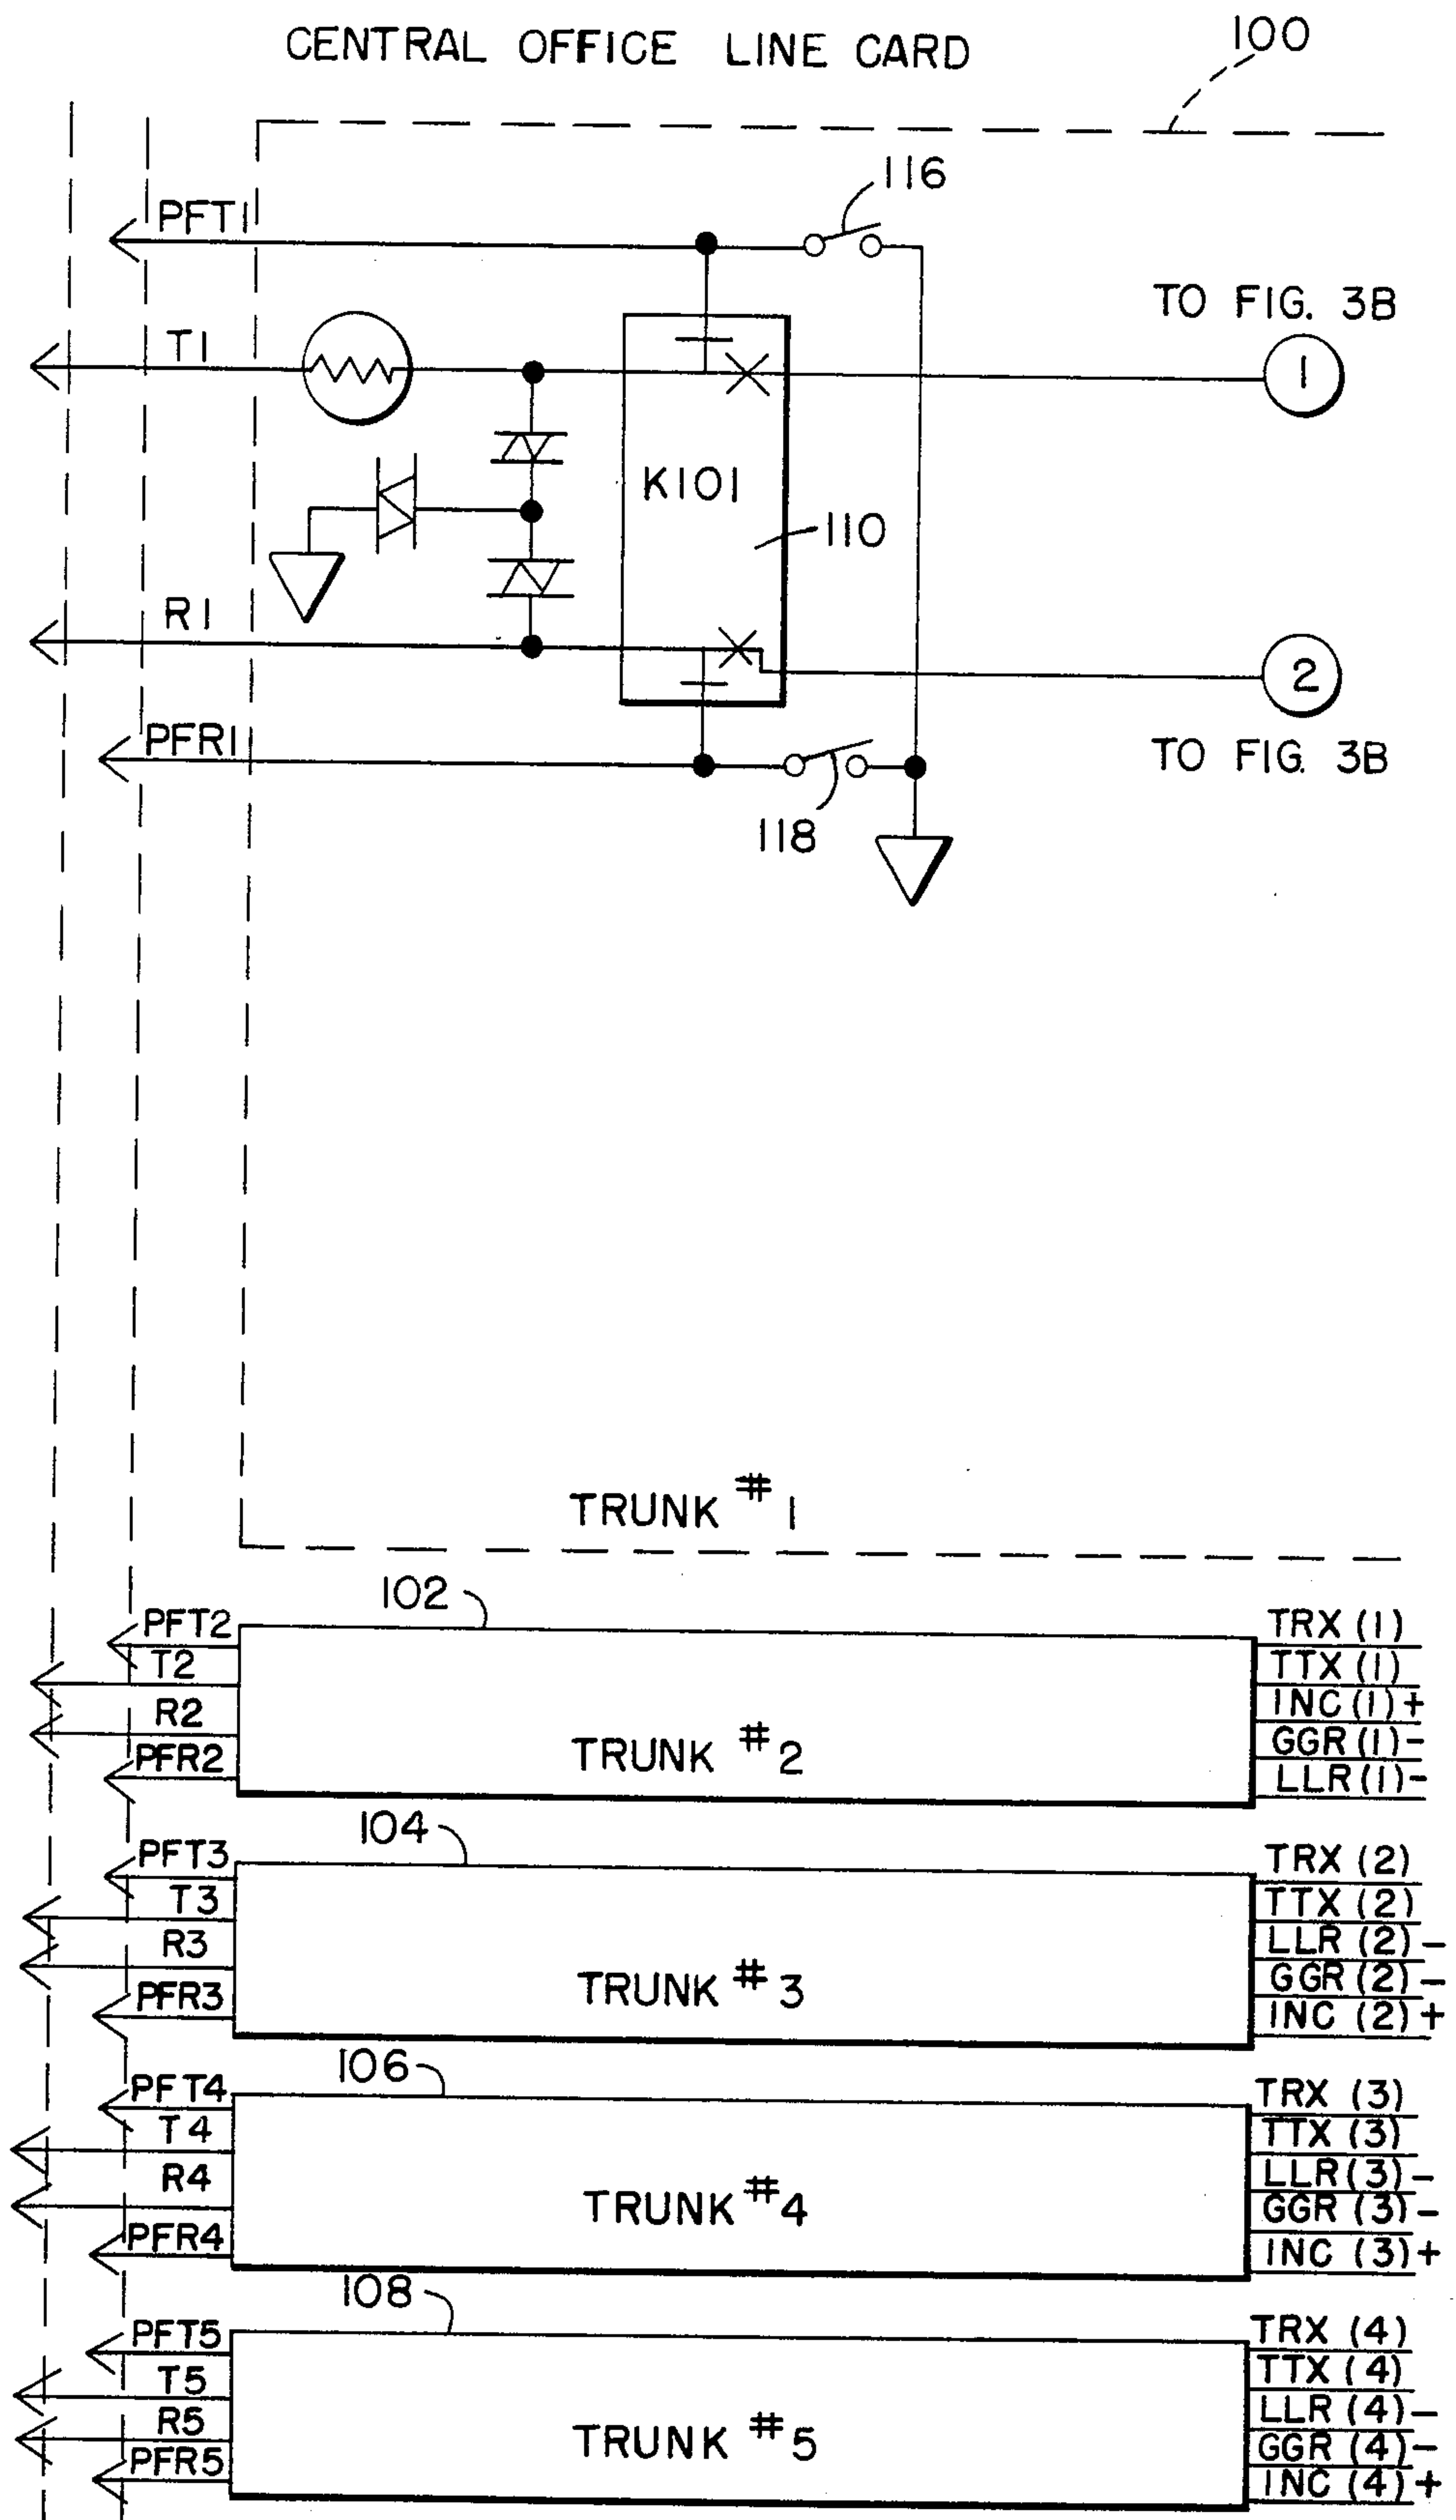 CENTRAL OFFICE LINE CARD
100
116
PFT1
TO FIG. 3B
T1
1
K101
110
R1
2
PFR1
TO FIG. 3B
118
TRUNK #1
102
PFT2
T2
R2
PFR2
TRUNK #2
TRX (1)
TTX (1)
INC (1) +
GGR (1) -
LLR (1) -
104
PFT3
T3
R3
PFR3
TRUNK #3
TRX (2)
TTX (2)
LLR (2) -
GGR (2) -
INC (2) +
106
PFT4
T4
R4
PFR4
TRUNK #4
TRX (3)
TTX (3)
LLR (3) -
GGR (3) -
INC (3) +
108
PFT5
T5
R5
PFR5
TRUNK #5
TRX (4)
TTX (4)
LLR (4) -
GGR (4) -
INC (4) +